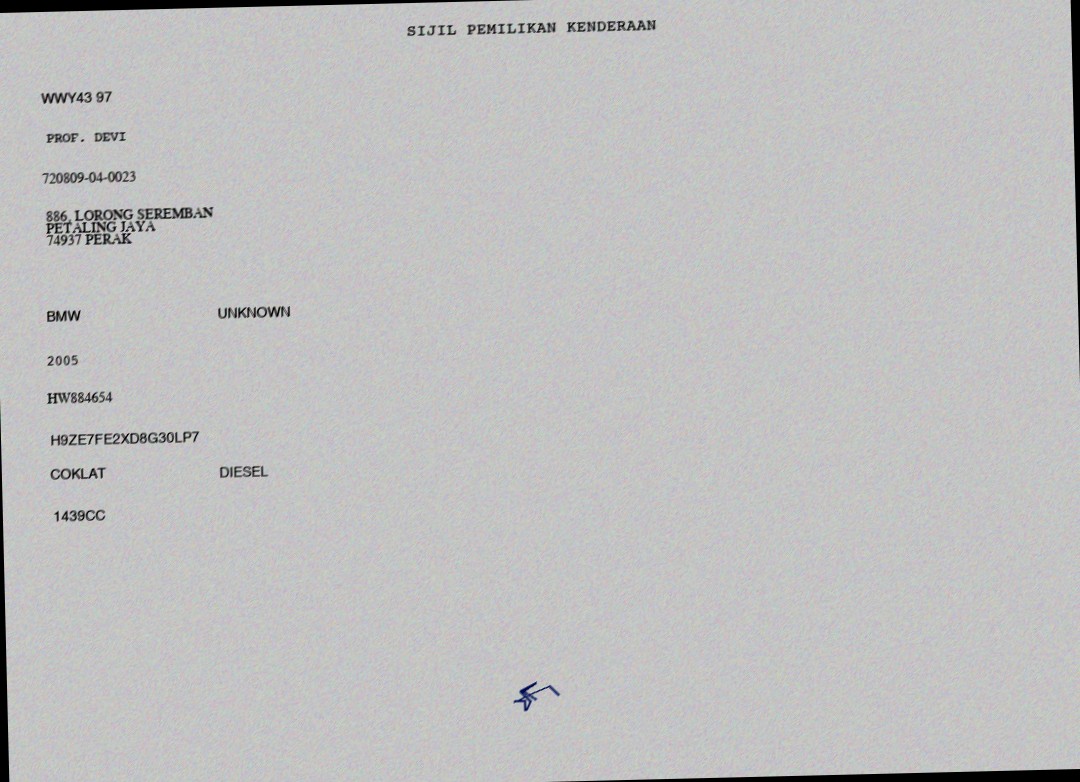 SIJIL PEMILIKAN KENDERAAN
WWY43 97
PROF. DEVI
720809-04-0023
886, LORONG SEREMBAN
PETALING JAYA
74937 PERAK
BMW UNKNOWN
2005
HW884654
H9ZE7FE2XD8G30LP7
COKLAT DIESEL
1439CC